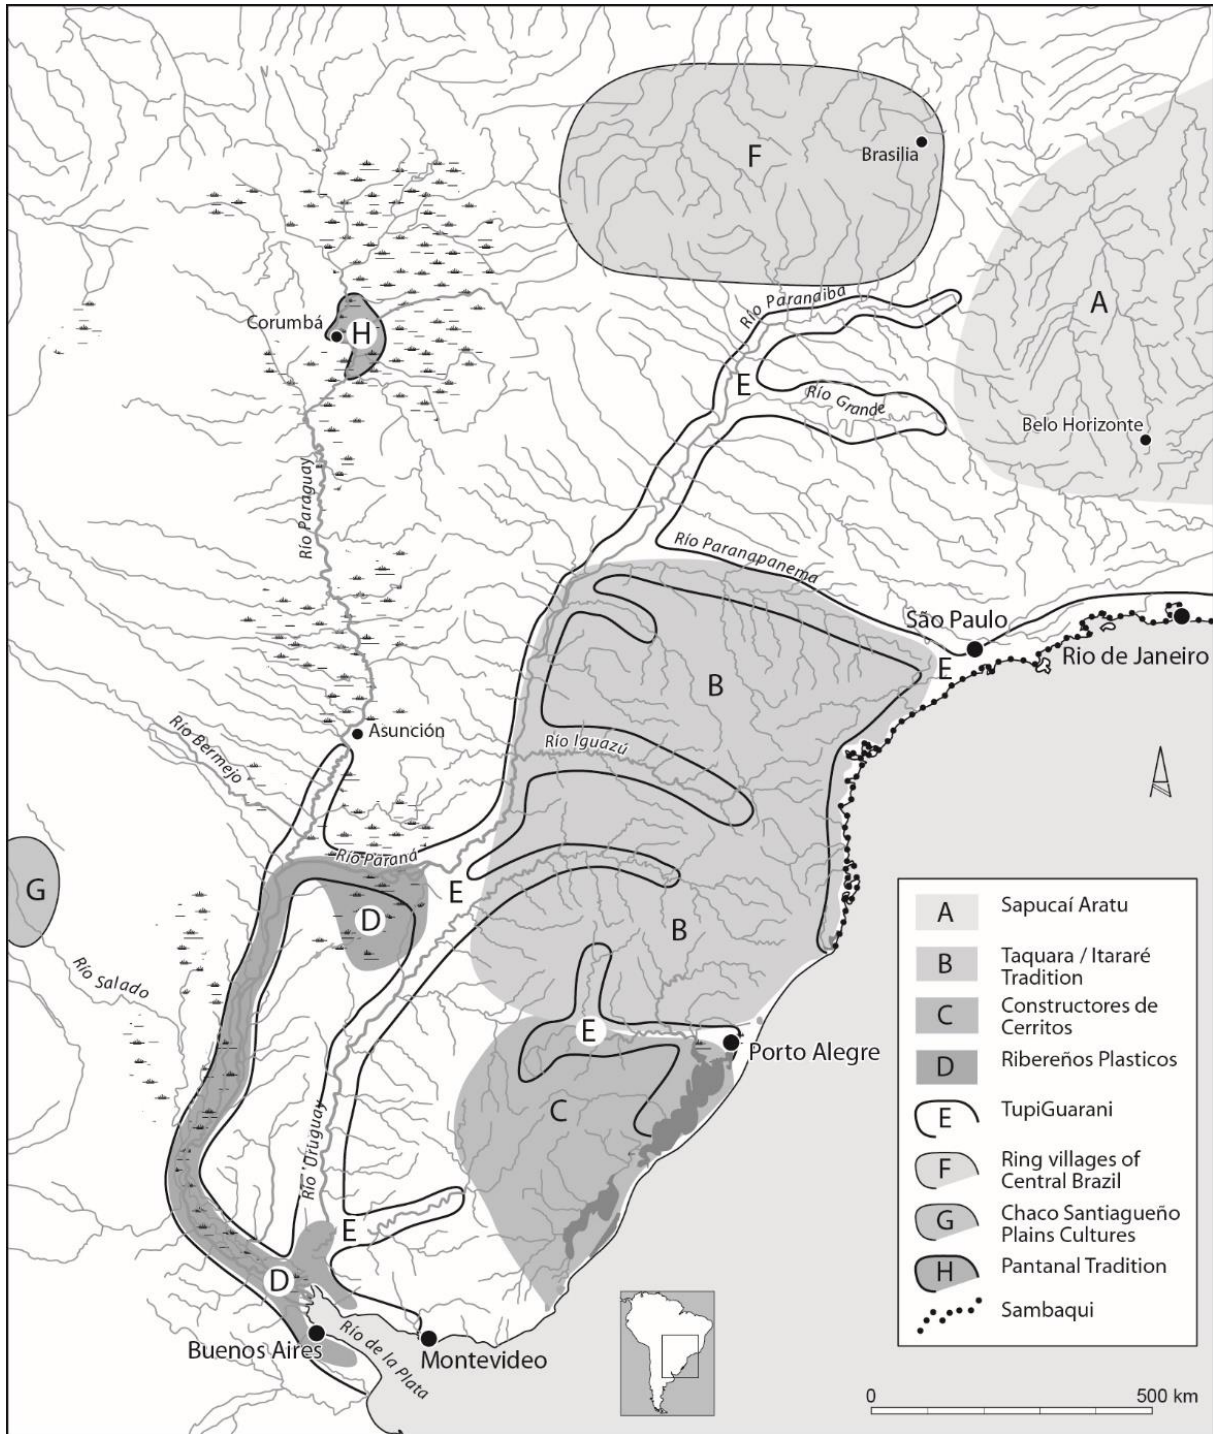 F
Brasilia
A
Río Paranaiba
Corumbá
H
E
Río Grande
Belo Horizonte
Río Paraguay
Río Paranapanema
São Paulo
E
Rio de Janeiro
B
Río Bermejo
Asunción
Río Iguazú
G
Río Paraná
E
D
B
Río Salado
E
Porto Alegre
C
Río Uruguay
E
D
Buenos Aires
Río de la Plata
Montevideo
A Sapucaí Aratu
B Taquara / Itararé
Tradition
C Constructores de
Cerritos
D Ribereños Plasticos
E TupiGuarani
F Ring villages of
Central Brazil
G Chaco Santiagueño
Plains Cultures
H Pantanal Tradition
Sambaqui
0 500 km